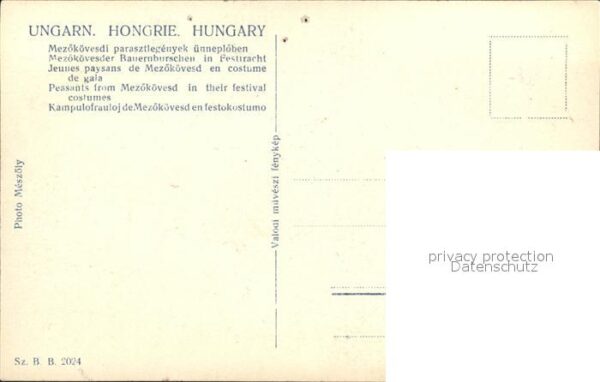 UNGARN. HONGRIE. HUNGARY
Mezőkövesdi parasztlegények ünneplőben
Mezőkövesder Bauernburschen in Festtracht
Jeunes paysans de Mezőkövesd en costume
de gala
Peasants from Mezőkövesd in their festival
costumes
Kampulofrauloj de Mezőkövesd en festokostumo
Photo Mészöly
Valódi művészi fénykép
privacy protection
Datenschutz
Sz. B. B. 2024